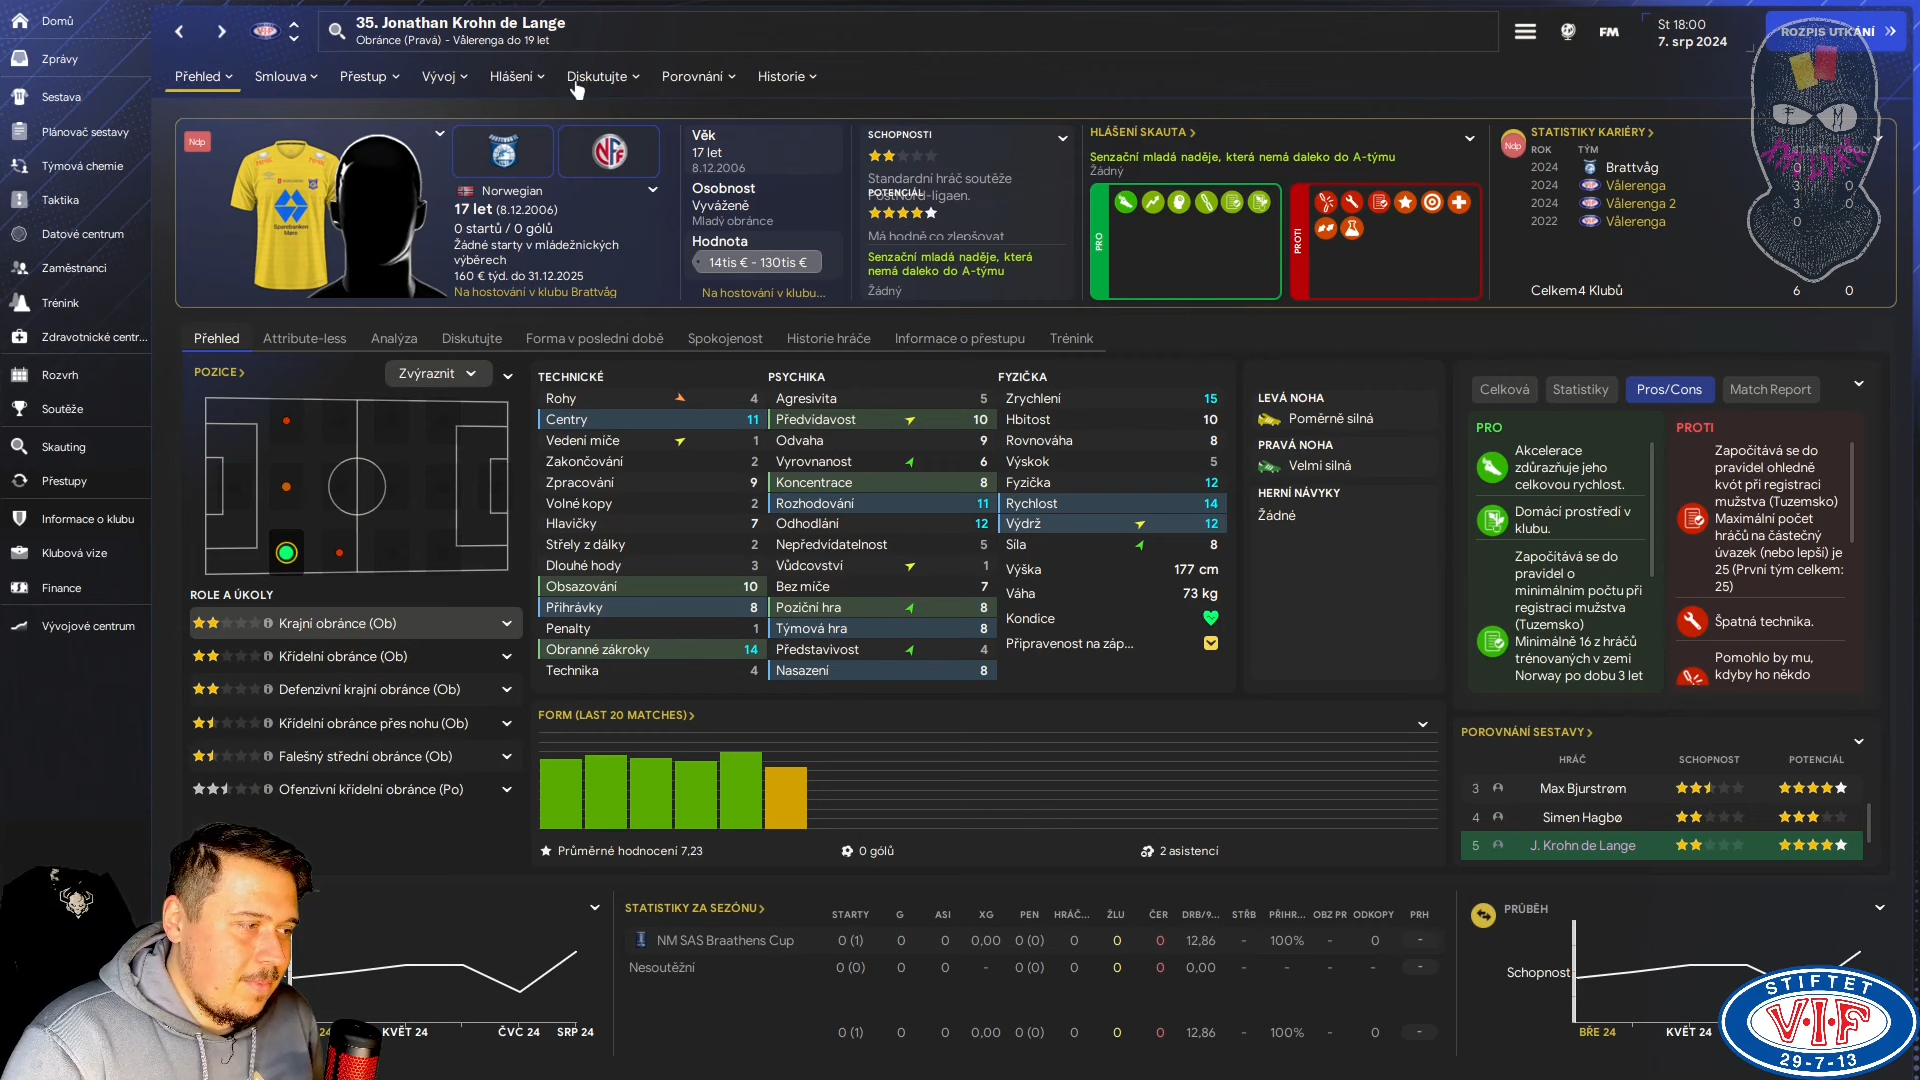 Domů
Zprávy
Sestava
Plánovač sestavy
Týmová chemie
Taktika
Datové centrum
Zaměstnanci
Trénink
Zdravotnické centr...
Rozvrh
Soutěže
Skauting
Přestupy
Informace o klubu
Klubová vize
Finance
Vývojové centrum
35. Jonathan Krohn de Lange
Obránce (Pravá) - Vålerenga do 19 let
FM
St 18:00
7. srp 2024
ROZPIS UTKÁNÍ
Přehled
Smlouva
Přestup
Vývoj
Hlášení
Diskutujte
Porovnání
Historie
Ndp
Sparebanken
Møre
Norwegian
17 let (8.12.2006)
0 startů / 0 gólů
Žádné starty v mládežnických
výběrech
160 € týd. do 31.12.2025
Na hostování v klubu Brattvåg
Věk
17 let
8.12.2006
Osobnost
Vyváženě
Mladý obránce
Hodnota
14tis € - 130tis €
Na hostování v klubu...
SCHOPNOSTI
Standardní hráč soutěže
PostNord-ligaen.
POTENCIÁL
Má hodně co zlepšovat
Senzační mladá naděje, která
nemá daleko do A-týmu
Žádný
HLÁŠENÍ SKAUTA
Senzační mladá naděje, která nemá daleko do A-týmu
Žádný
PRO
PROTI
Ndp
STATISTIKY KARIÉRY
ROK TÝM
2024 Brattvåg
2024 Vålerenga 3 0
2024 Vålerenga 2 3 0
2022 Vålerenga 0
Celkem4 Klubů 6 0
Přehled
Attribute-less
Analýza
Diskutujte
Forma v poslední době
Spokojenost
Historie hráče
Informace o přestupu
Trénink
POZICE
Zvýraznit
ROLE A ÚKOLY
Krajní obránce (Ob)
Křídelní obránce (Ob)
Defenzivní krajní obránce (Ob)
Křídelní obránce přes nohu (Ob)
Falešný střední obránce (Ob)
Ofenzivní křídelní obránce (Po)
TECHNICKÉ
Rohy 4
Centry 11
Vedení míče 1
Zakončování 2
Zpracování 9
Volné kopy 2
Hlavičky 7
Střely z dálky 2
Dlouhé hody 3
Obsazování 10
Přihrávky 8
Penalty 1
Obranné zákroky 14
Technika 4
PSYCHIKA
Agresivita 5
Předvídavost 10
Odvaha 9
Vyrovnanost 6
Koncentrace 8
Rozhodování 11
Odhodlání 12
Nepředvídatelnost 5
Vůdcovství 1
Bez míče 7
Poziční hra 8
Týmová hra 8
Představivost 4
Nasazení 8
FYZIČKA
Zrychlení 15
Hbitost 10
Rovnováha 8
Výskok 5
Fyzička 12
Rychlost 14
Výdrž 12
Síla 8
Výška 177 cm
Váha 73 kg
Kondice
Připravenost na záp...
LEVÁ NOHA
Poměrně silná
PRAVÁ NOHA
Velmi silná
HERNÍ NÁVYKY
Žádné
Celková
Statistiky
Pros/Cons
Match Report
PRO
Akcelerace
zdůrazňuje jeho
celkovou rychlost.
Domácí prostředí v
klubu.
Započítává se do
pravidel o
minimálním počtu při
registraci mužstva
(Tuzemsko)
Minimálně 16 z hráčů
trénovaných v zemi
Norway po dobu 3 let
PROTI
Započítává se do
pravidel ohledně
kvót při registraci
mužstva (Tuzemsko)
Maximální počet
hráčů na částečný
úvazek (nebo lepší) je
25 (První tým celkem:
25)
Špatná technika.
Pomohlo by mu,
kdyby ho někdo
FORM (LAST 20 MATCHES)
Průměrné hodnocení 7,23
0 gólů
2 asistencí
POROVNÁNÍ SESTAVY
HRÁČ SCHOPNOST POTENCIÁL
3 Max Bjurstrøm
4 Simen Hagbø
5 J. Krohn de Lange
24 KVĚT 24 ČVC 24 SRP 24
STATISTIKY ZA SEZÓNU
STARTY G ASI XG PEN HRÁČ... ŽLU ČER DRB/9... STŘB PŘIHR... OBZ PR ODKOPY PRH
NM SAS Braathens Cup 0 (1) 0 0 0,00 0 (0) 0 0 0 12,86 - 100% - 0 -
Nesoutěžní 0 (0) 0 0 - 0 (0) 0 0 0 0,00 - - - - -
0 (1) 0 0 0,00 0 (0) 0 0 0 12,86 - 100% - 0 -
PRŮBĚH
Schopnost
BŘE 24 KVĚT 24
STIFTET
V·I·F
29-7-13